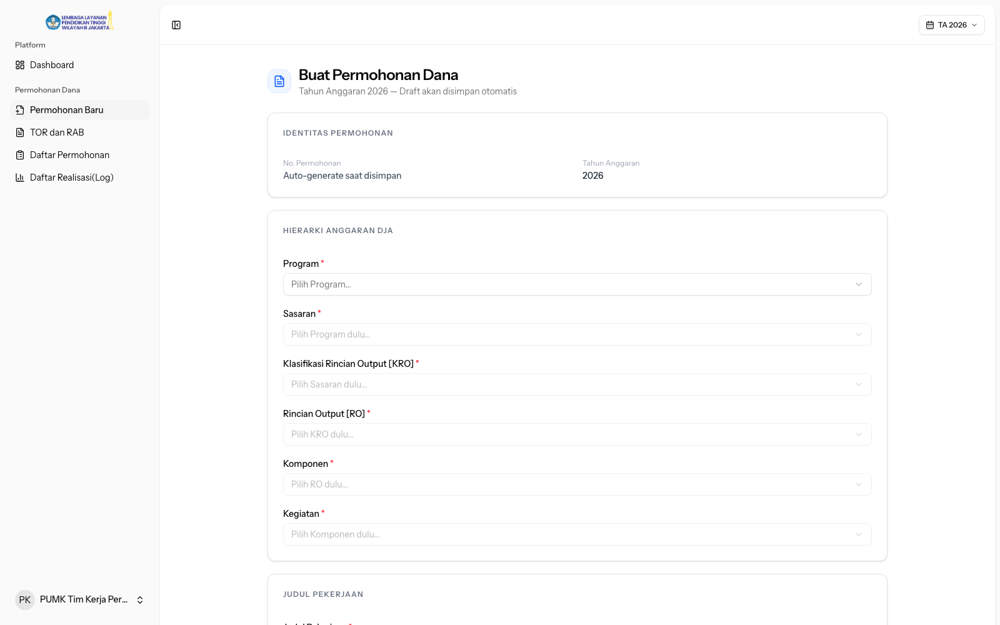 LEMBAGA LAYANAN
PENDIDIKAN TINGGI
WILAYAH III JAKARTA
Platform
Dashboard
Permohonan Dana
Permohonan Baru
TOR dan RAB
Daftar Permohonan
Daftar Realisasi(Log)
PK
PUMK Tim Kerja Per...
TA 2026
Buat Permohonan Dana
Tahun Anggaran 2026 — Draft akan disimpan otomatis
IDENTITAS PERMOHONAN
No. Permohonan
Auto-generate saat disimpan
Tahun Anggaran
2026
HIERARKI ANGGARAN DJA
Program *
Pilih Program...
Sasaran *
Pilih Program dulu...
Klasifikasi Rincian Output [KRO] *
Pilih Sasaran dulu...
Rincian Output [RO] *
Pilih KRO dulu...
Komponen *
Pilih RO dulu...
Kegiatan *
Pilih Komponen dulu...
JUDUL PEKERJAAN